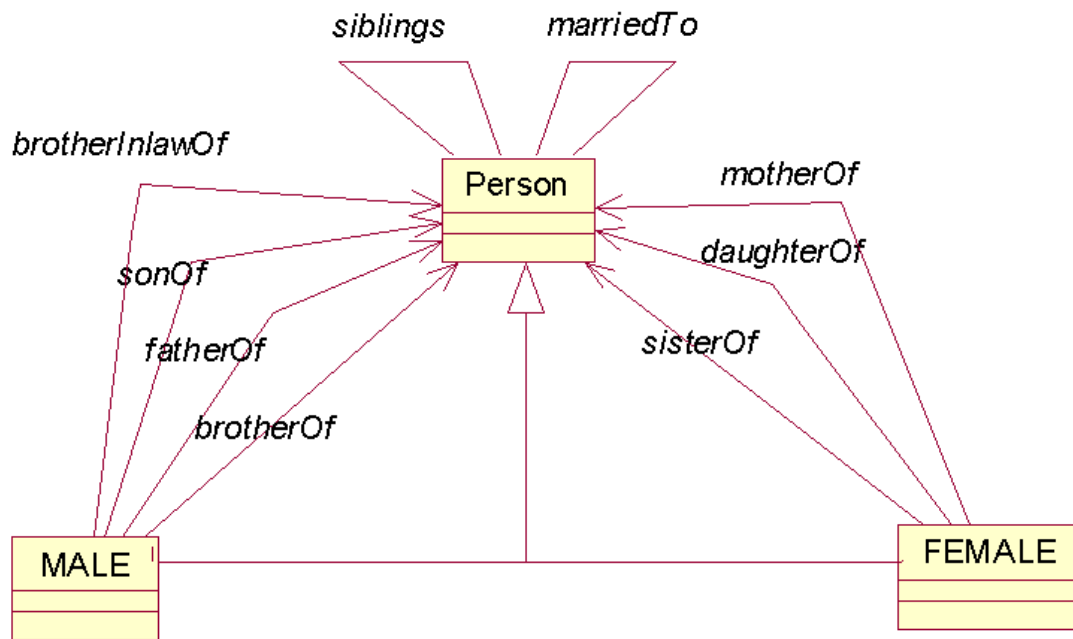 siblings
marriedTo
brotherInlawOf
Person
motherOf
sonOf
daughterOf
fatherOf
sisterOf
brotherOf
MALE
FEMALE